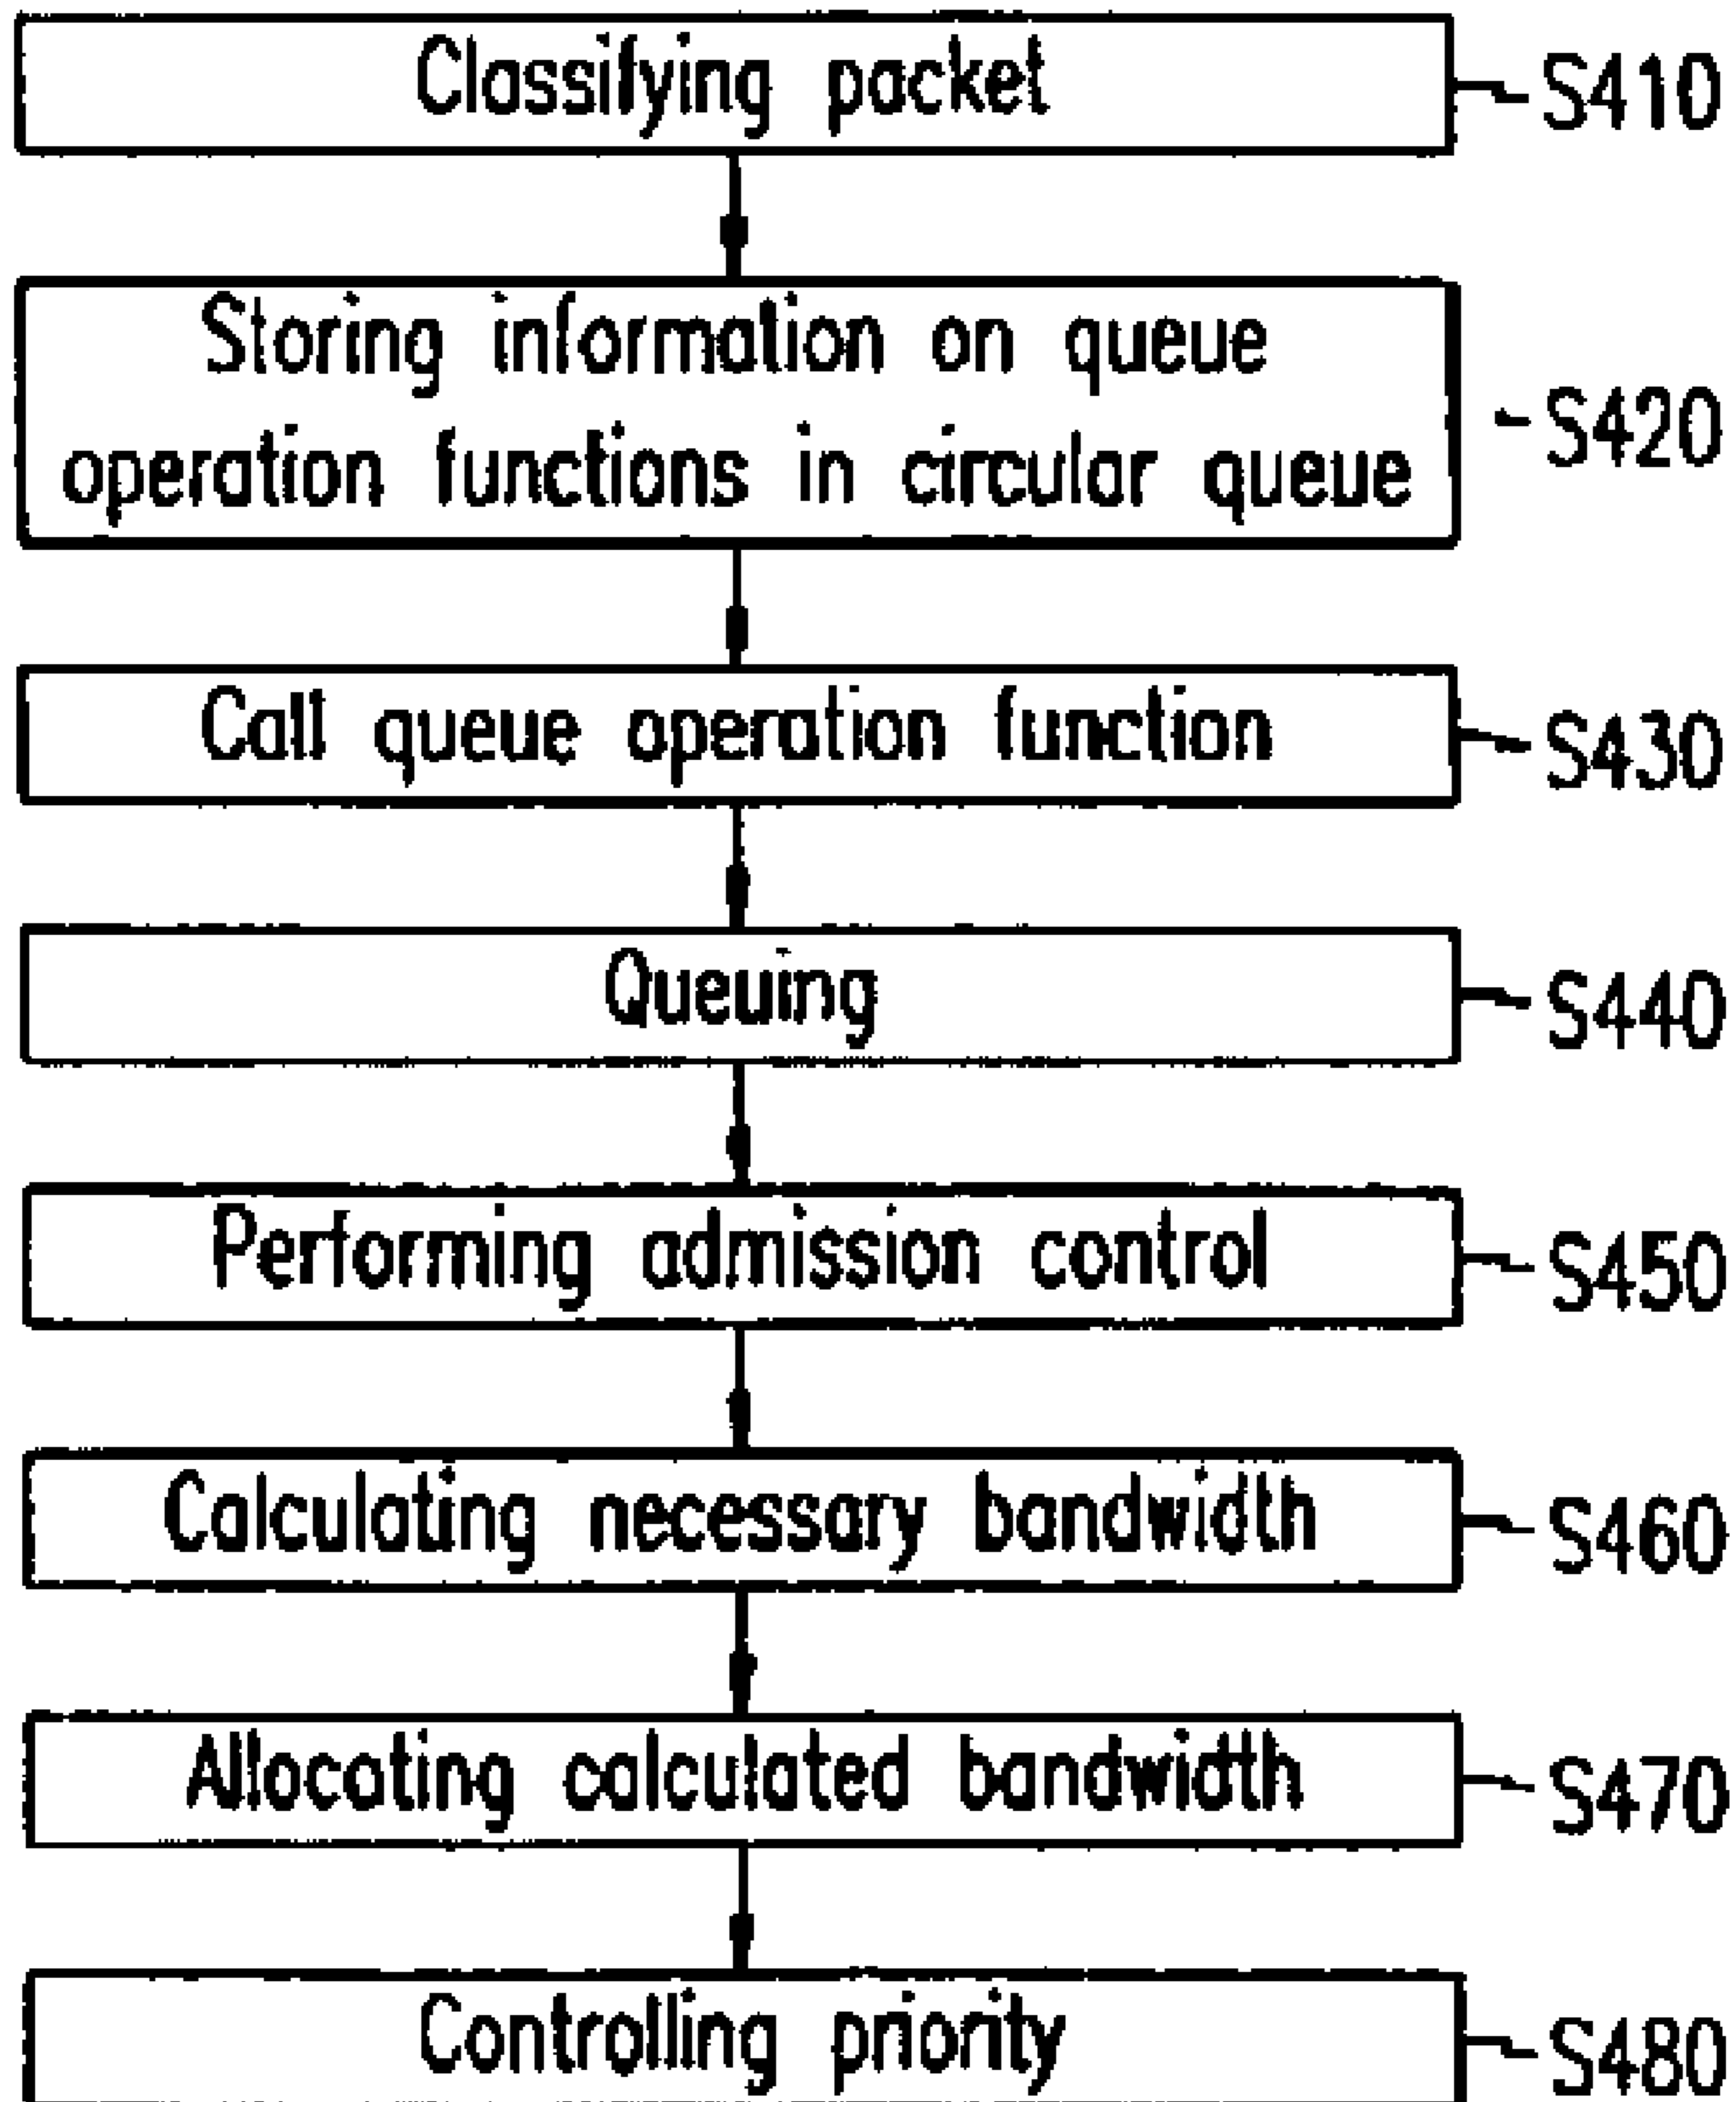 Classifying packet
S410
Storing information on queue
operation functions in circular queue
S420
Call queue operation function
S430
Queuing
S440
Performing admission control
S450
Calculating necessary bandwidth
S460
Allocating calculated bandwidth
S470
Controlling priority
S480